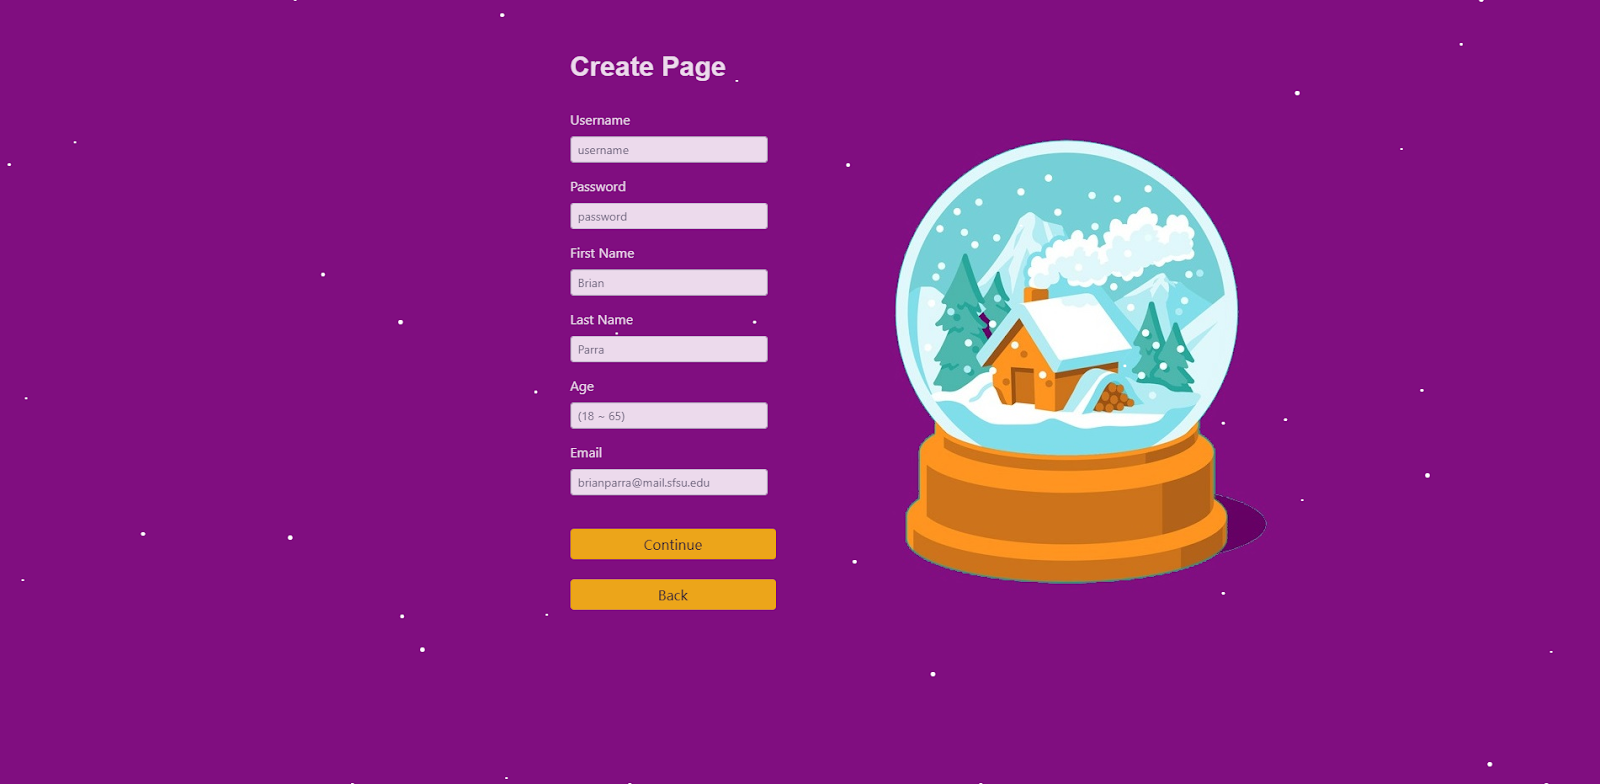 Create Page
Username
username
Password
password
First Name
Brian
Last Name
Parra
Age
(18 ~ 65)
Email
brianparra@mail.sfsu.edu
Continue
Back